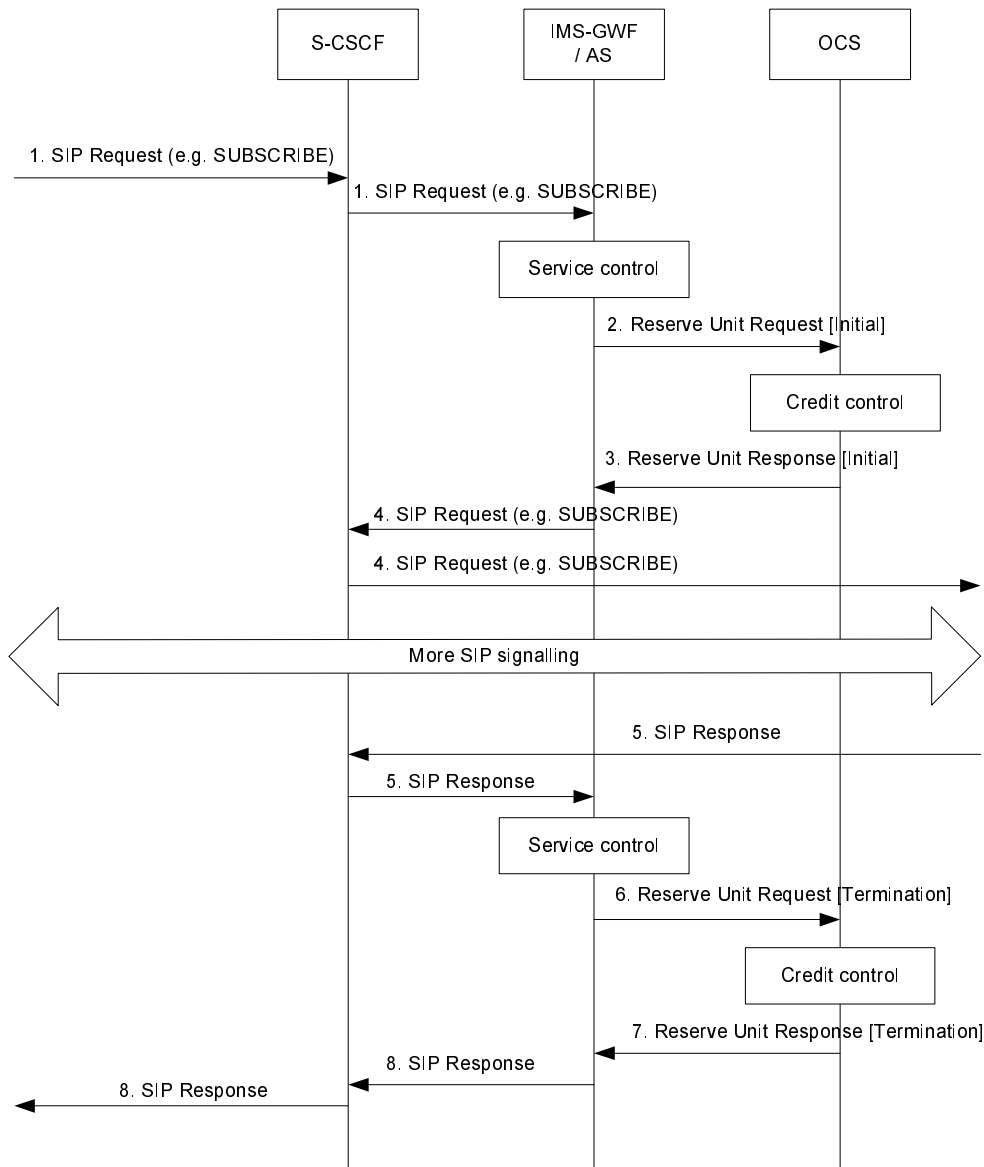 S-CSCF
IMS-GWF
/ AS
OCS
1. SIP Request (e.g. SUBSCRIBE)
1. SIP Request (e.g. SUBSCRIBE)
Service control
2. Reserve Unit Request [Initial]
Credit control
3. Reserve Unit Response [Initial]
4. SIP Request (e.g. SUBSCRIBE)
4. SIP Request (e.g. SUBSCRIBE)
More SIP signalling
5. SIP Response
5. SIP Response
Service control
6. Reserve Unit Request [Termination]
Credit control
7. Reserve Unit Response [Termination]
8. SIP Response
8. SIP Response